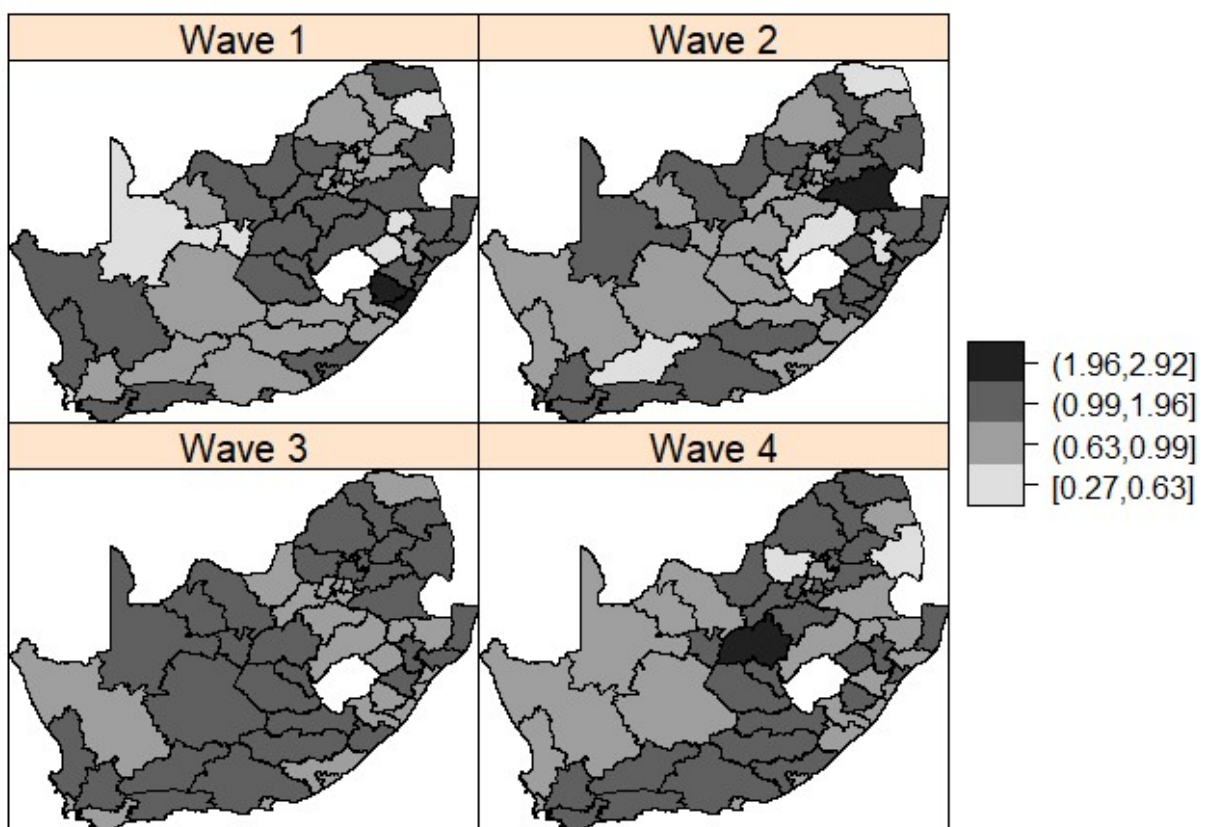 Wave 1
Wave 2
Wave 3
Wave 4
(1.96,2.92]
(0.99,1.96]
(0.63,0.99]
[0.27,0.63]